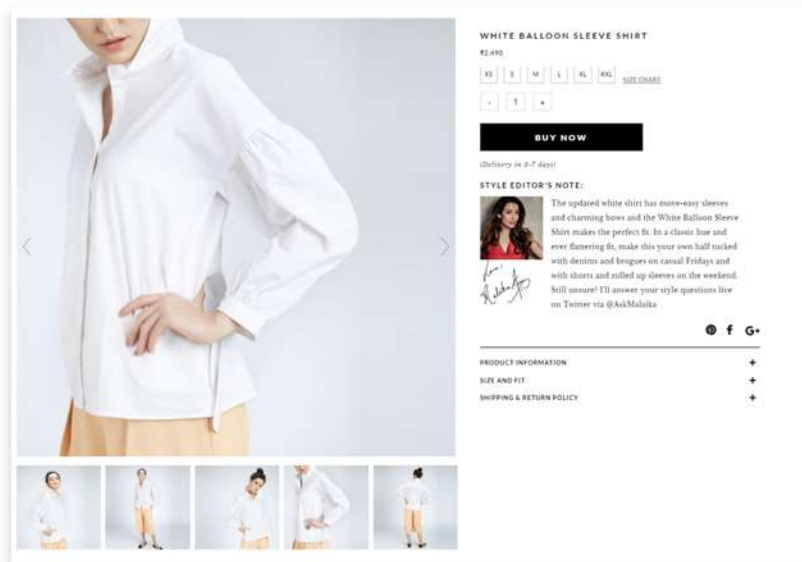 WHITE BALLOON SLEEVE SHIRT
₹2,490
XS S M L XL XXL SIZE CHART
- 1 +
BUY NOW
(Delivery in 2-7 days)
STYLE EDITOR'S NOTE:
The updated white shirt has move-easy sleeves
and charming bows and the White Balloon Sleeve
Shirt makes the perfect fit. In a classic hue and
ever flattering fit, make this your own half tucked
with denims and brogues on casual Fridays and
with shorts and rolled up sleeves on the weekend.
Still unsure? I'll answer your style questions live
on Twitter via @AskMalaika
G+
PRODUCT INFORMATION +
SIZE AND FIT +
SHIPPING & RETURN POLICY +